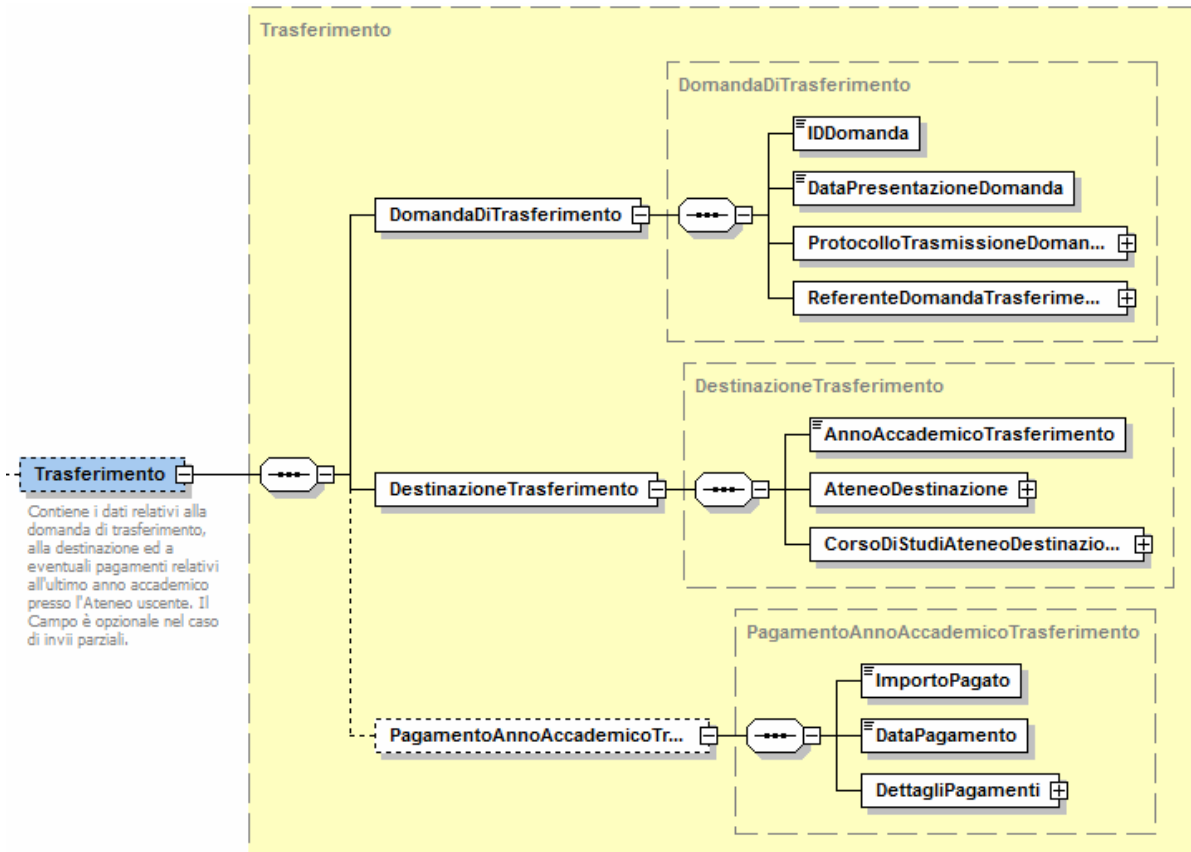 Trasferimento
DomandaDiTrasferimento
IDDomanda
DataPresentazioneDomanda
DomandaDiTrasferimento
ProtocolloTrasmissioneDoman...
ReferenteDomandaTrasferime...
DestinazioneTrasferimento
AnnoAccademicoTrasferimento
Trasferimento
DestinazioneTrasferimento
AteneoDestinazione
CorsoDiStudiAteneoDestinazio...
Contiene i dati relativi alla
domanda di trasferimento,
alla destinazione ed a
eventuali pagamenti relativi
all'ultimo anno accademico
presso l'Ateneo uscente. Il
Campo è opzionale nel caso
di invii parziali.
PagamentoAnnoAccademicoTrasferimento
ImportoPagato
PagamentoAnnoAccademicoTr...
DataPagamento
DettagliPagamenti